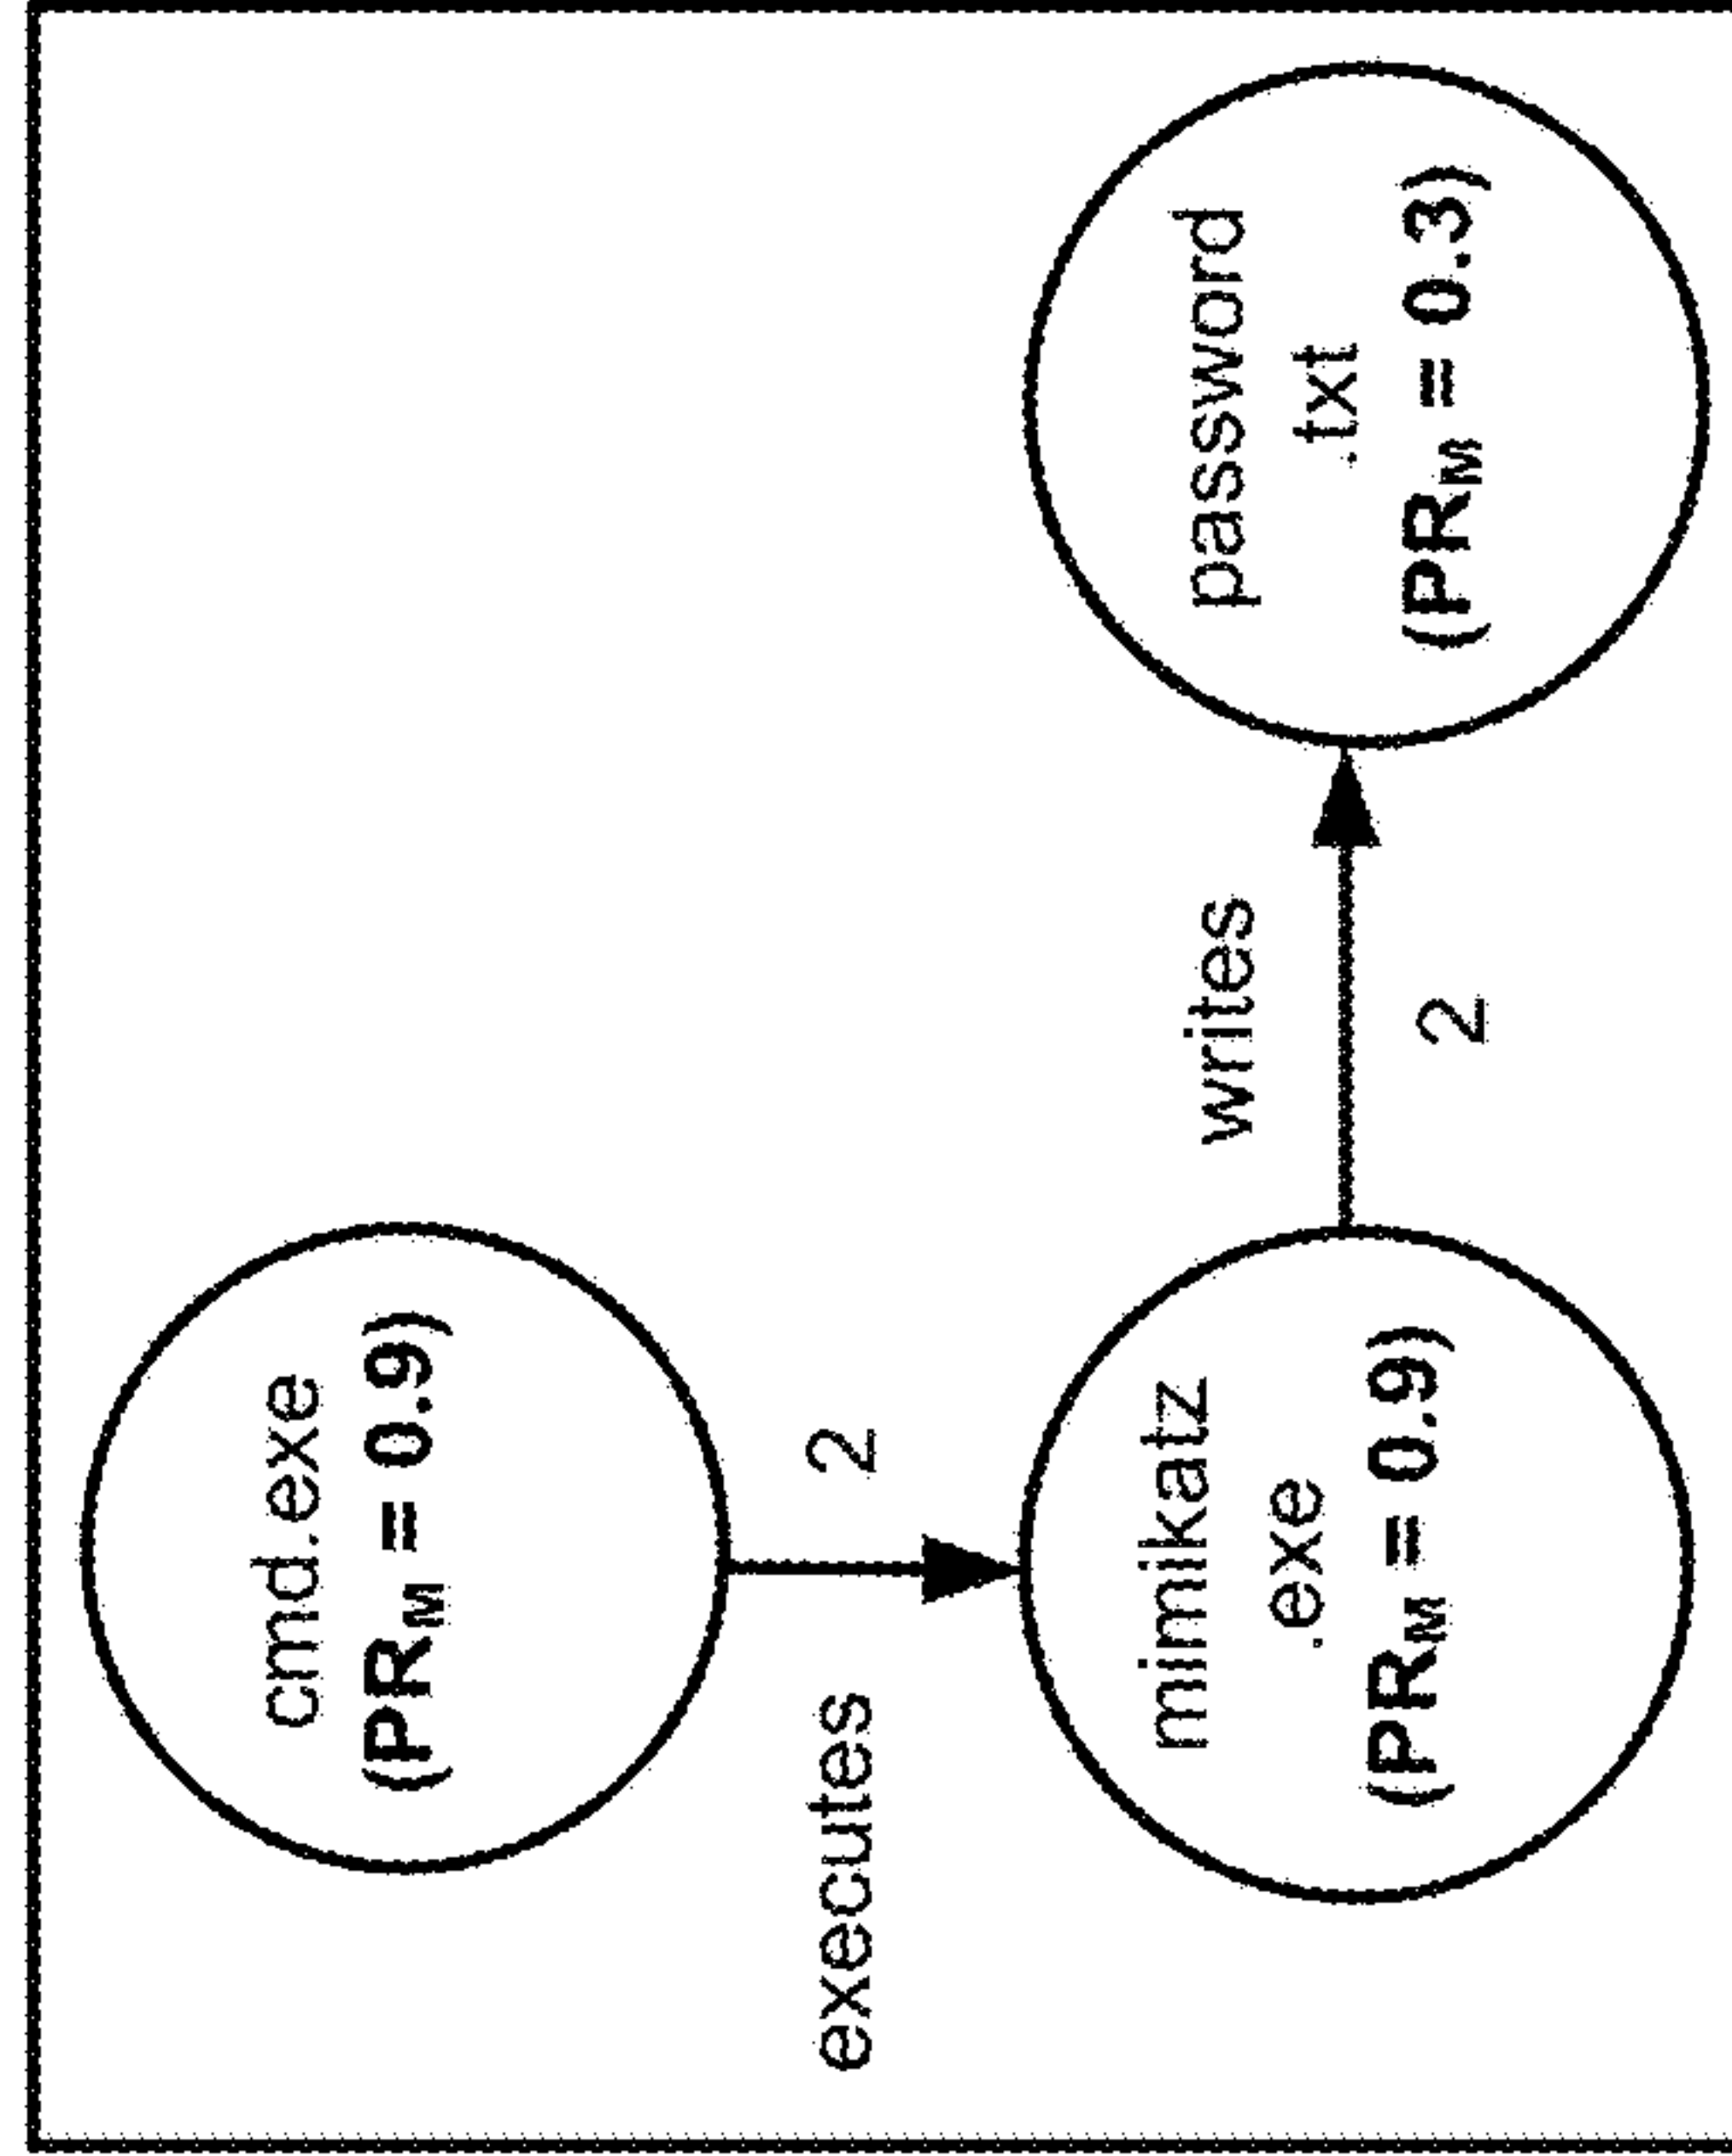 cmd.exe
(PRM = 0.9)
executes
2
mimikatz
.exe
(PRM = 0.9)
writes
2
password
.txt
(PRM = 0.3)